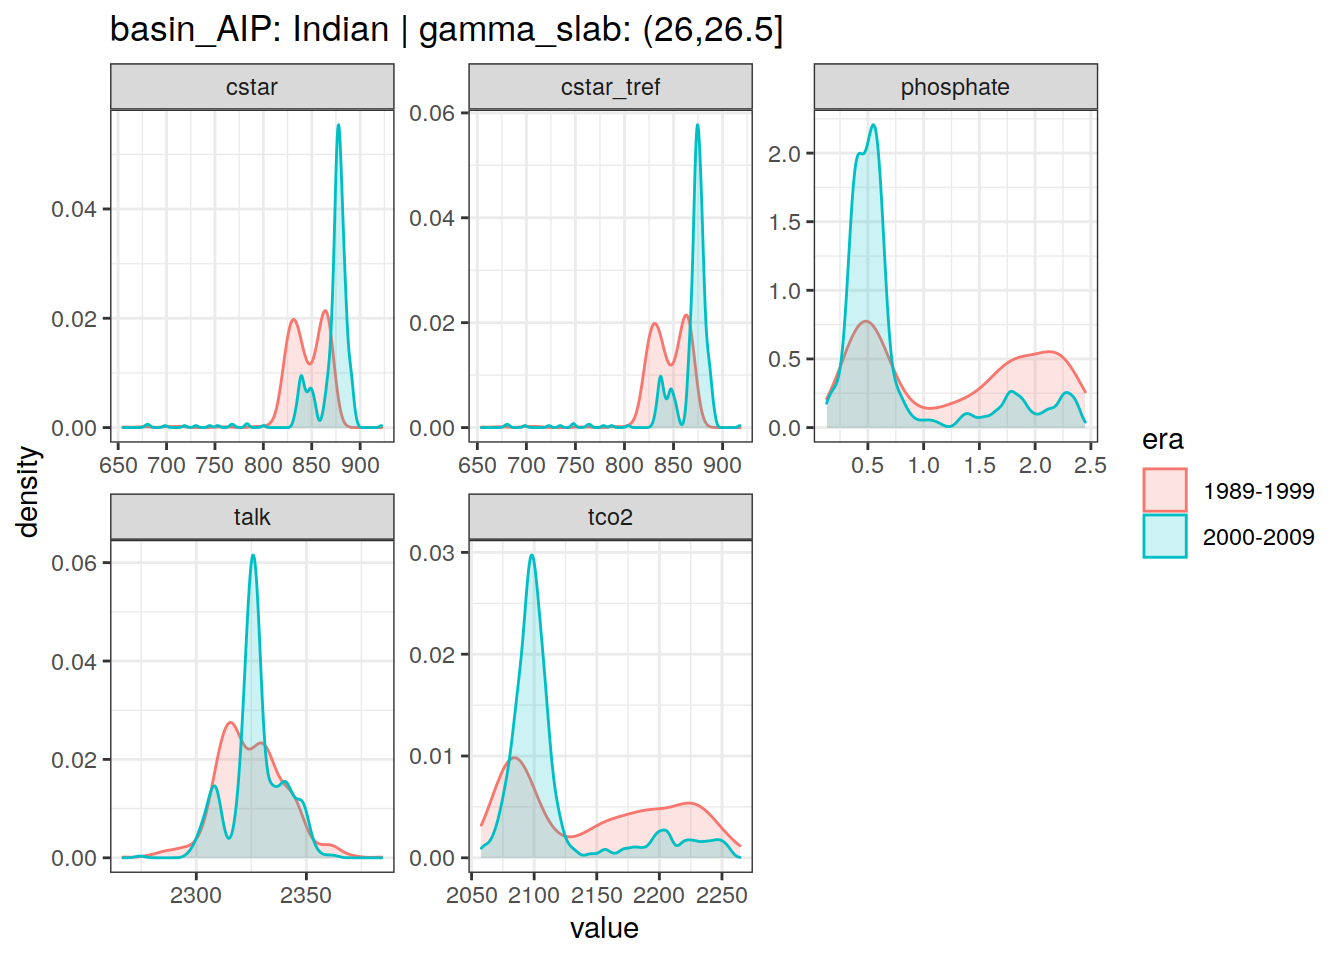 basin_AIP: Indian | gamma_slab: (26,26.5]
cstar
cstar_tref
phosphate
0.04
0.02
0.00
650 700 750 800 850 900
0.06
0.04
0.02
0.00
650 700 750 800 850 900
2.0
1.5
1.0
0.5
0.0
0.5 1.0 1.5 2.0 2.5
density
talk
tco2
0.06
0.04
0.02
0.00
2300 2350
0.03
0.02
0.01
0.00
2050 2100 2150 2200 2250
value
era
1989-1999
2000-2009